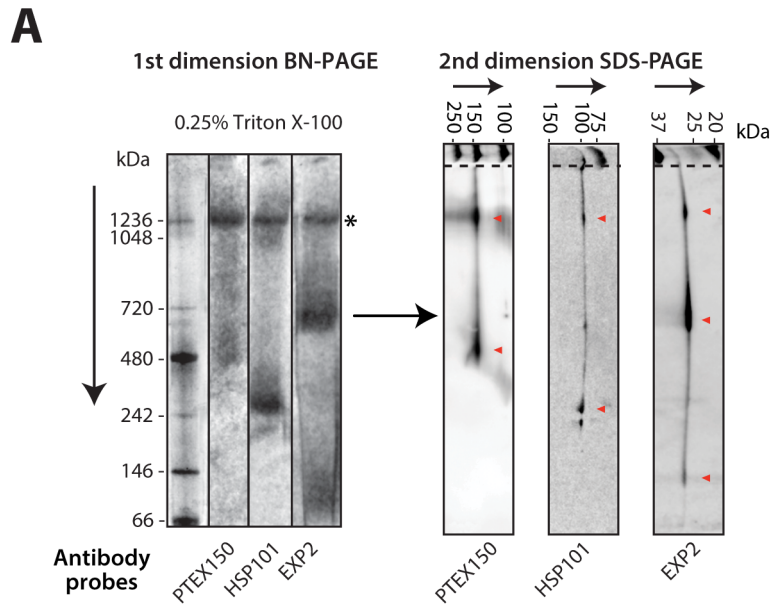 A
1st dimension BN-PAGE
2nd dimension SDS-PAGE
0.25% Triton X-100
250
150
100
150
100
75
37
25
20
kDa
kDa
1236
*
1048
720
480
242
146
66
Antibody
probes
PTEX150
HSP101
EXP2
PTEX150
HSP101
EXP2